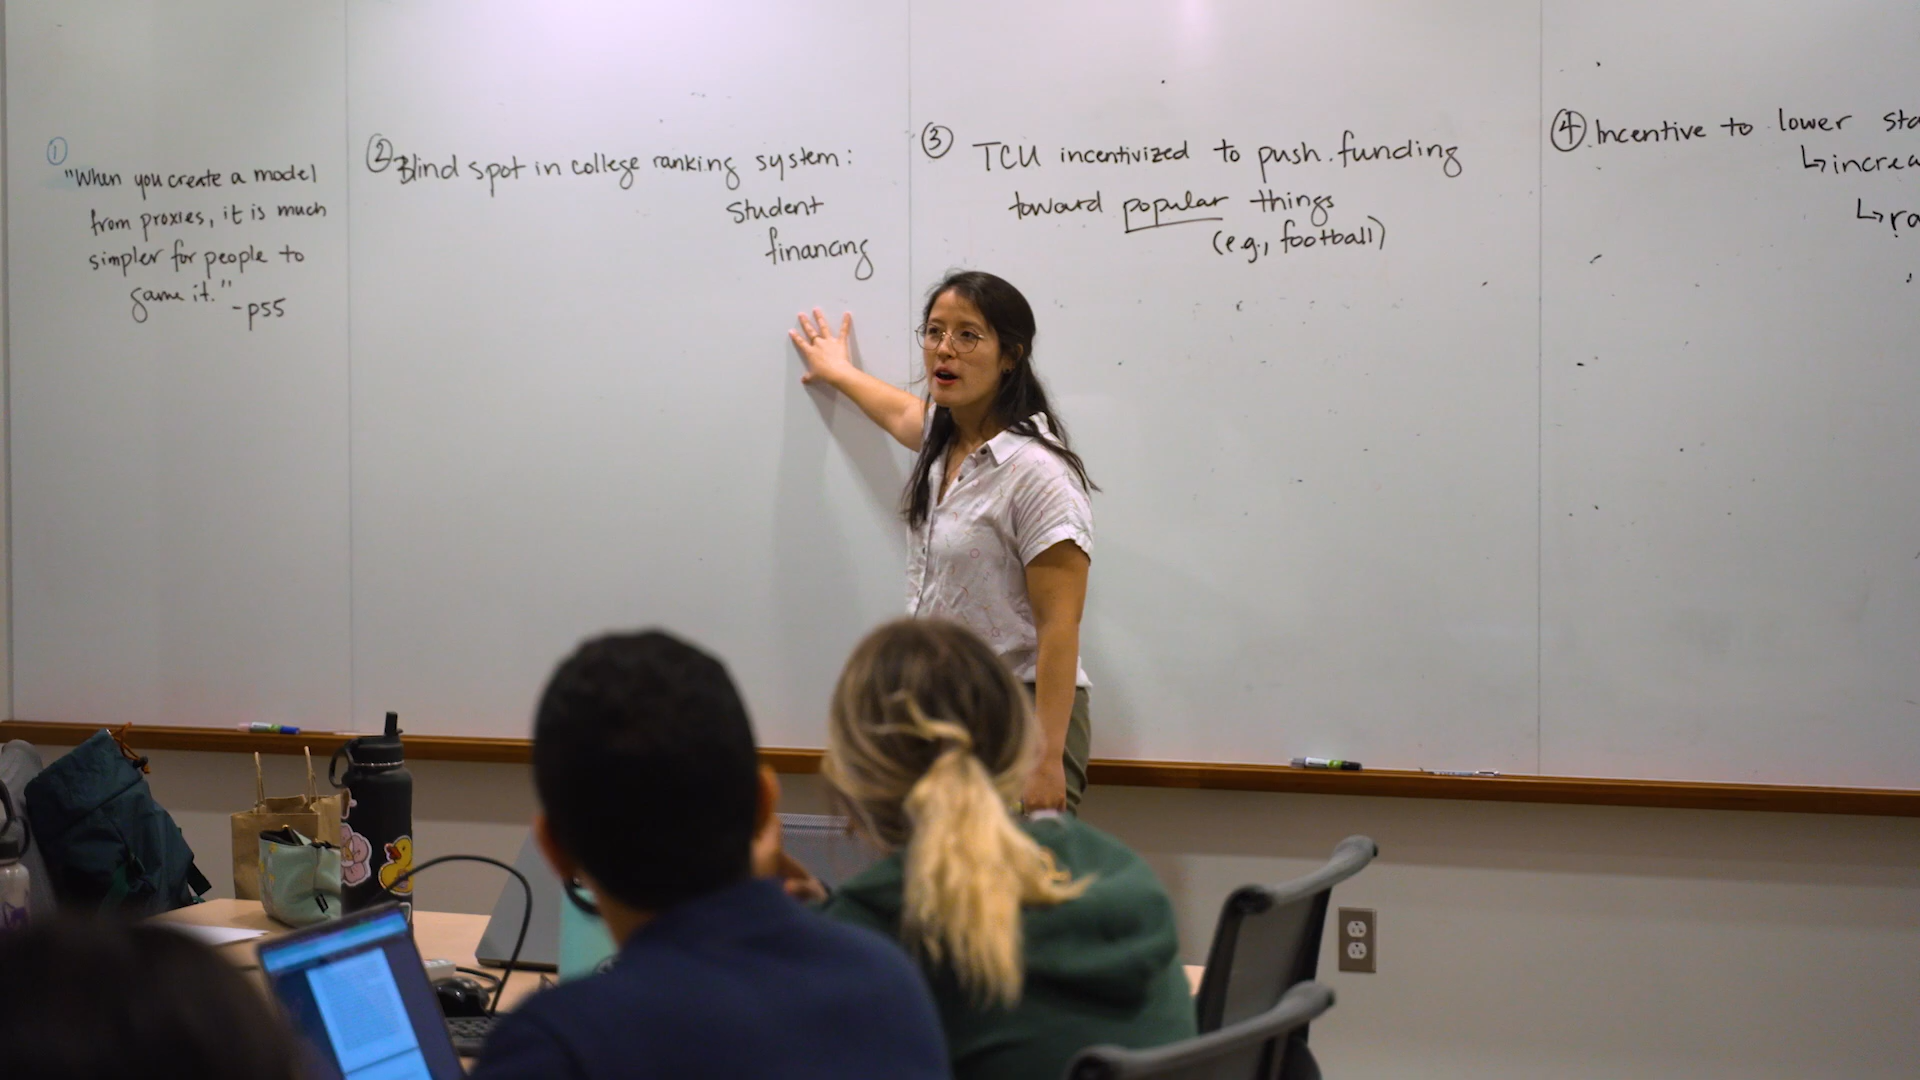 ①
"When you create a model
from proxies, it is much
simpler for people to
game it."
-p55
② Blind spot in college ranking system:
student
financing
③ TCU incentivized to push funding
toward popular things
(e.g., football)
④ Incentive to lower
↳
↳